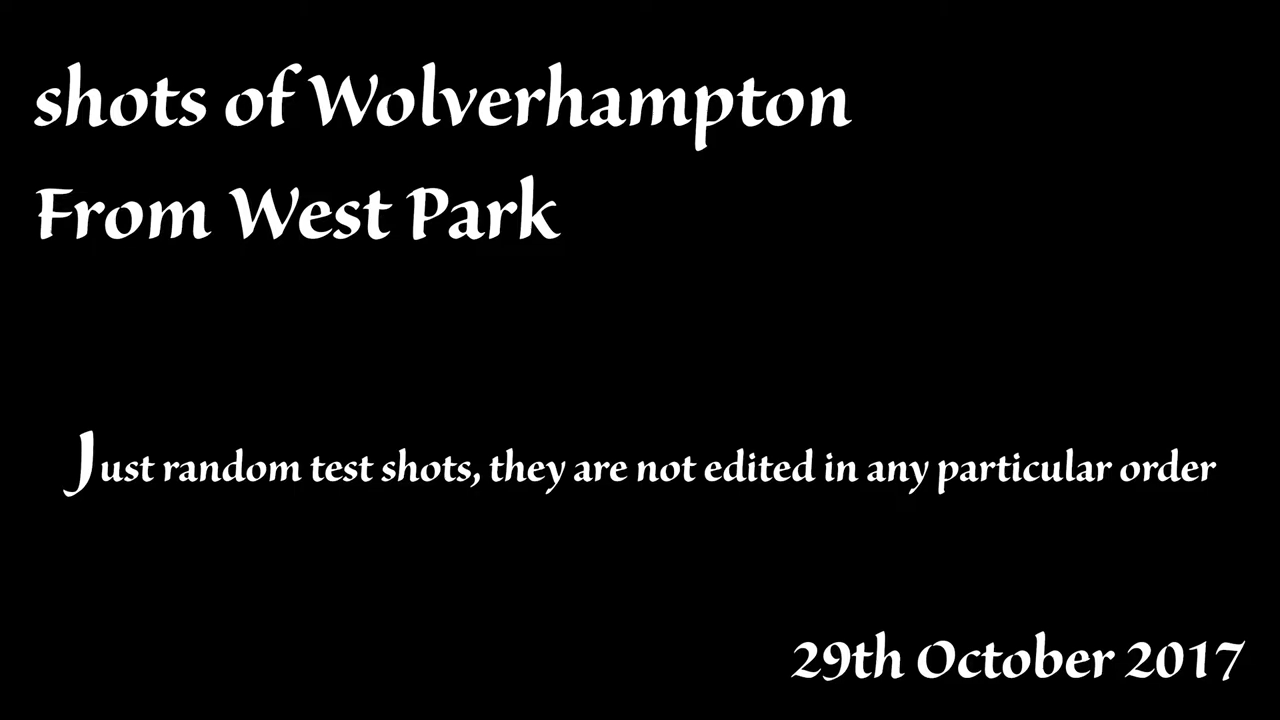 shots of Wolverhampton
From West Park
Just random test shots, they are not edited in any particular order
29th October 2017